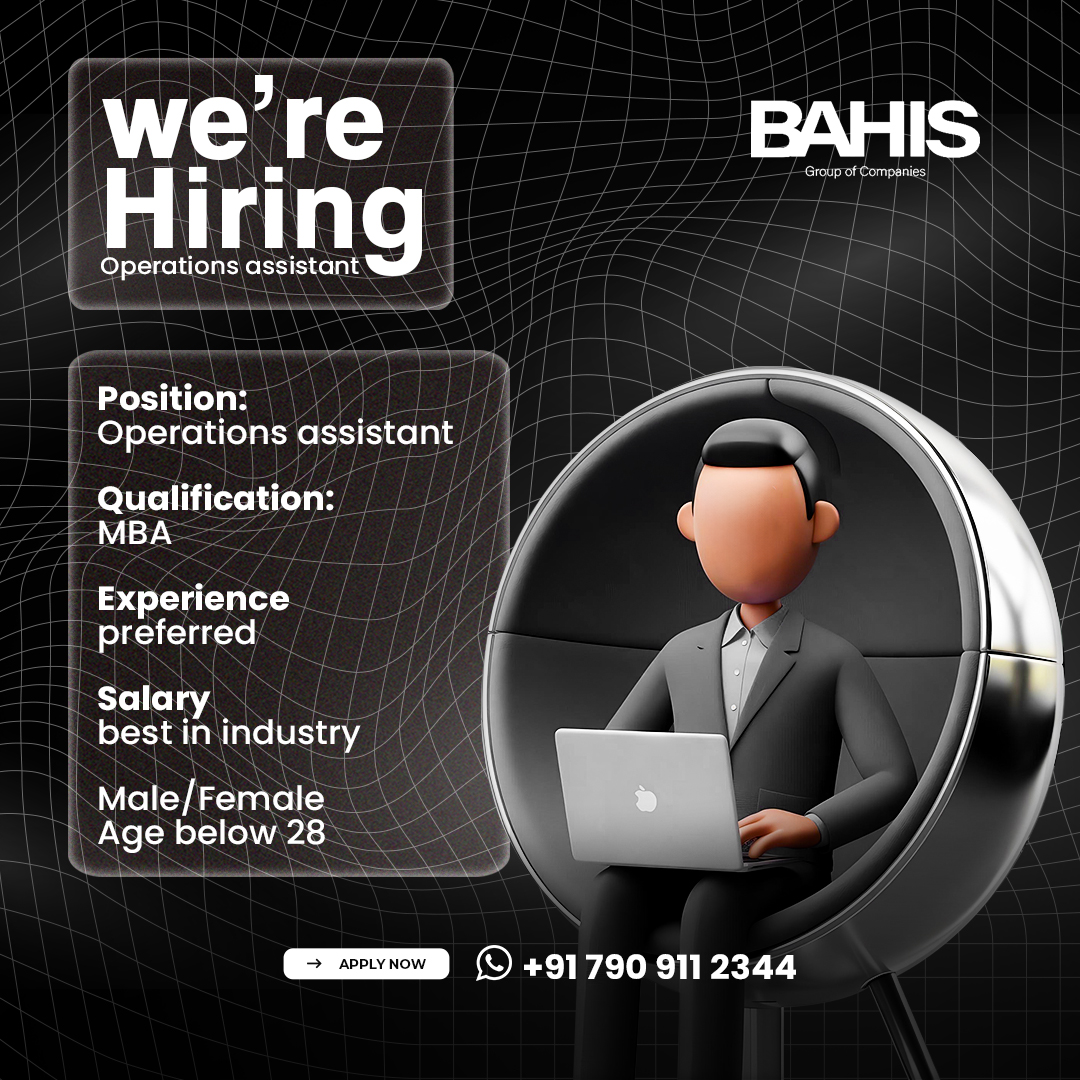 we're
Hiring
Operations assistant
BAHIS
Group of Companies
Position:
Operations assistant
Qualification:
MBA
Experience
preferred
Salary
best in industry
Male/Female
Age below 28
→ APPLY NOW
+91 790 911 2344